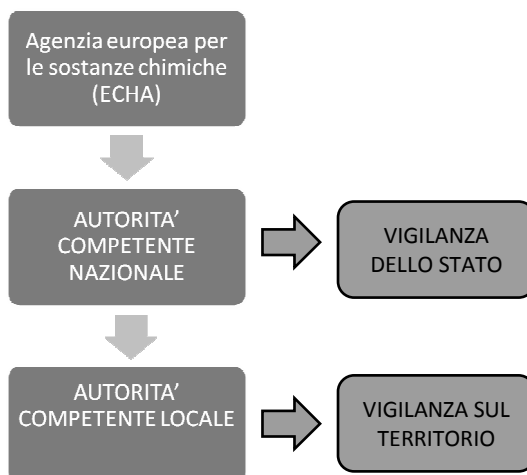 Agenzia europea per
le sostanze chimiche
(ECHA)
AUTORITA’
COMPETENTE
NAZIONALE
VIGILANZA
DELLO STATO
AUTORITA’
COMPETENTE LOCALE
VIGILANZA SUL
TERRITORIO